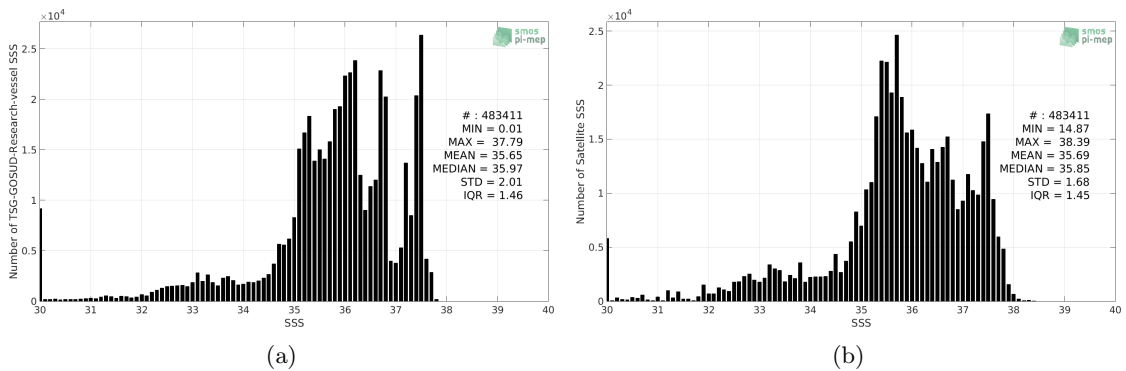 ×10⁴
2.5
2
1.5
1
0.5
0
30 31 32 33 34 35 36 37 38 39 40
SSS
Number of TSG-GOSUD-Research-vessel SSS
smos
pi-mep
# : 483411
MIN = 0.01
MAX = 37.79
MEAN = 35.65
MEDIAN = 35.97
STD = 2.01
IQR = 1.46
(a)
×10⁴
2.5
2
1.5
1
0.5
0
30 31 32 33 34 35 36 37 38 39 40
SSS
Number of Satellite SSS
smos
pi-mep
# : 483411
MIN = 14.87
MAX = 38.39
MEAN = 35.69
MEDIAN = 35.85
STD = 1.68
IQR = 1.45
(b)